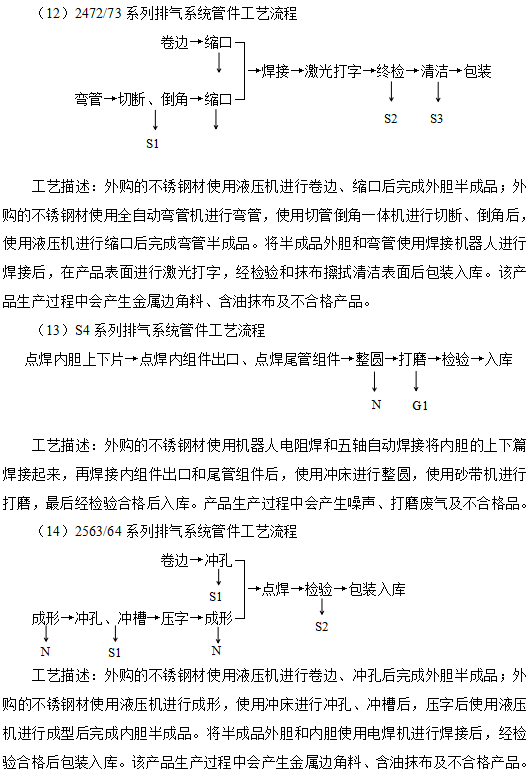 （12）2472/73 系列排气系统管件工艺流程
卷边→缩口
焊接→激光打字→终检→清洁→包装
弯管→切断、倒角→缩口
S1
S2
S3
工艺描述：外购的不锈钢材使用液压机进行卷边、缩口后完成外胆半成品；外
购的不锈钢材使用全自动弯管机进行弯管，使用切管倒角一体机进行切断、倒角后，
使用液压机进行缩口后完成弯管半成品。将半成品外胆和弯管使用焊接机器人进行
焊接后，在产品表面进行激光打字，经检验和抹布擦拭清洁表面后包装入库。该产
品生产过程中会产生金属边角料、含油抹布及不合格产品。
（13）S4 系列排气系统管件工艺流程
点焊内胆上下片→点焊内组件出口、点焊尾管组件→整圆→打磨→检验→入库
N
G1
工艺描述：外购的不锈钢材使用机器人电阻焊和五轴自动焊接将内胆的上下篇
焊接起来，再焊接内组件出口和尾管组件后，使用冲床进行整圆，使用砂带机进行
打磨，最后经检验合格后入库。产品生产过程中会产生噪声、打磨废气及不合格品。
（14）2563/64 系列排气系统管件工艺流程
卷边→冲孔
S1
点焊→检验→包装入库
S2
成形→冲孔、冲槽→压字→成形
N
S1
N
工艺描述：外购的不锈钢材使用液压机进行卷边、冲孔后完成外胆半成品；外
购的不锈钢材使用液压机进行成形，使用冲床进行冲孔、冲槽后，压字后使用液压
机进行成型后完成内胆半成品。将半成品外胆和内胆使用电焊机进行焊接后，经检
验合格后包装入库。该产品生产过程中会产生金属边角料、含油抹布及不合格产品。